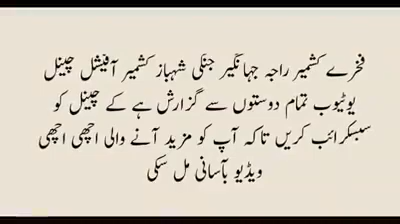 فخرے کشمیر راجہ جہانگیر جنگی شہباز کشمیر آفیشل چینل
یوٹیوب تمام دوستوں سے گزارش ہے کے چینل کو
سبسکرائب کریں تاکہ آپ کو مزید آنے والی اچھی اچھی
ویڈیو بآسانی مل سکی